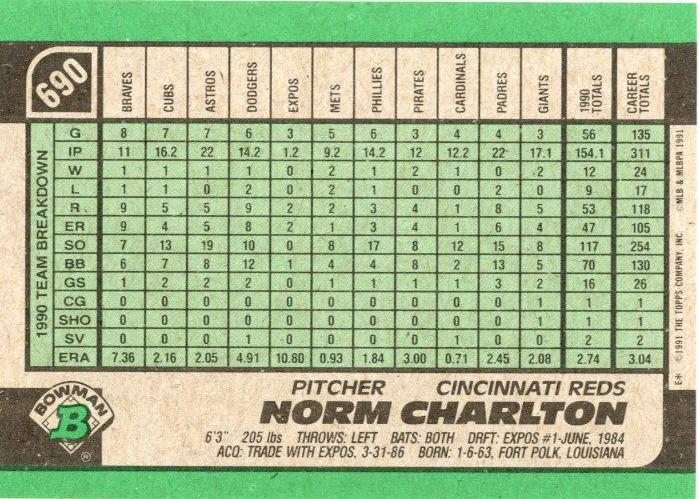 690
BRAVES CUBS ASTROS DODGERS EXPOS METS PHILLIES PIRATES CARDINALS PADRES GIANTS 1990 TOTALS CAREER TOTALS
1990 TEAM BREAKDOWN
G 8 7 7 6 3 5 6 3 4 4 3 56 135
IP 11 16.2 22 14.2 1.2 9.2 14.2 12 12.2 22 17.1 154.1 311
W 1 1 1 1 0 2 1 2 1 0 2 12 24
L 1 1 0 2 0 2 1 0 0 2 0 9 17
R 9 5 5 9 2 2 3 4 1 8 5 53 118
ER 9 4 5 8 2 1 3 4 1 6 4 47 105
SO 7 13 19 10 0 8 17 8 12 15 8 117 254
BB 6 7 8 12 1 4 4 8 2 13 5 70 130
GS 1 2 2 2 0 1 1 1 1 3 2 16 26
CG 0 0 0 0 0 0 0 0 0 0 1 1 1
SHO 0 0 0 0 0 0 0 0 0 0 1 1 1
SV 0 0 0 1 0 0 0 0 1 0 0 2 2
ERA 7.36 2.16 2.05 4.91 10.80 0.93 1.84 3.00 0.71 2.45 2.08 2.74 3.04
E* ©1991 THE TOPPS COMPANY, INC. ©MLB & MLBPA 1991
BOWMAN
B
®
PITCHER CINCINNATI REDS
NORM CHARLTON
6'3" 205 lbs THROWS: LEFT BATS: BOTH DRFT: EXPOS #1-JUNE, 1984
ACQ: TRADE WITH EXPOS, 3-31-86 BORN: 1-6-63, FORT POLK, LOUISIANA